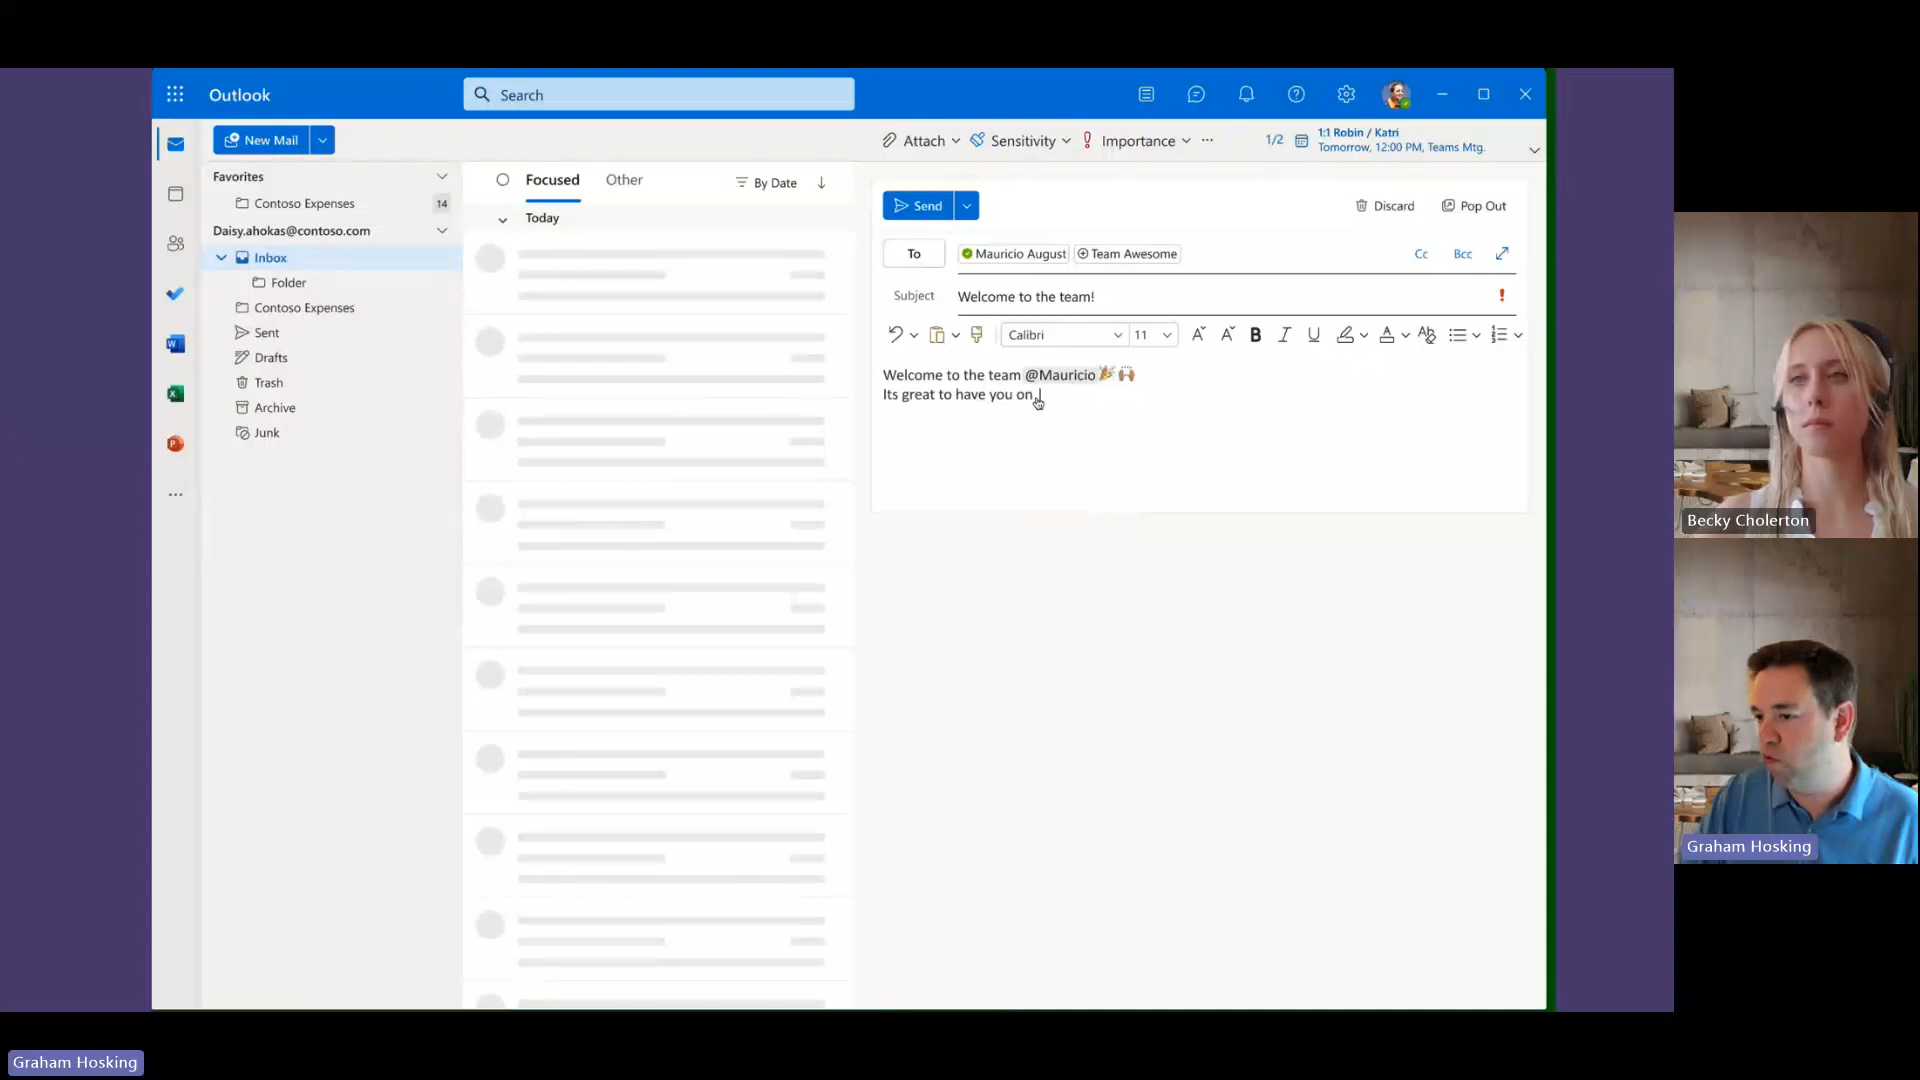 Outlook
Search
New Mail
Attach
Sensitivity
Importance
1/2
1:1 Robin / Katri
Tomorrow, 12:00 PM, Teams Mtg.
Favorites
Contoso Expenses
14
Daisy.ahokas@contoso.com
Inbox
Folder
Contoso Expenses
Sent
Drafts
Trash
Archive
Junk
Focused
Other
By Date
Today
Send
Discard
Pop Out
To
Mauricio August
Team Awesome
Cc
Bcc
Subject
Welcome to the team!
Calibri
11
Welcome to the team @Mauricio 🎉 🙌🏽
Its great to have you on
Becky Cholerton
Graham Hosking
Graham Hosking